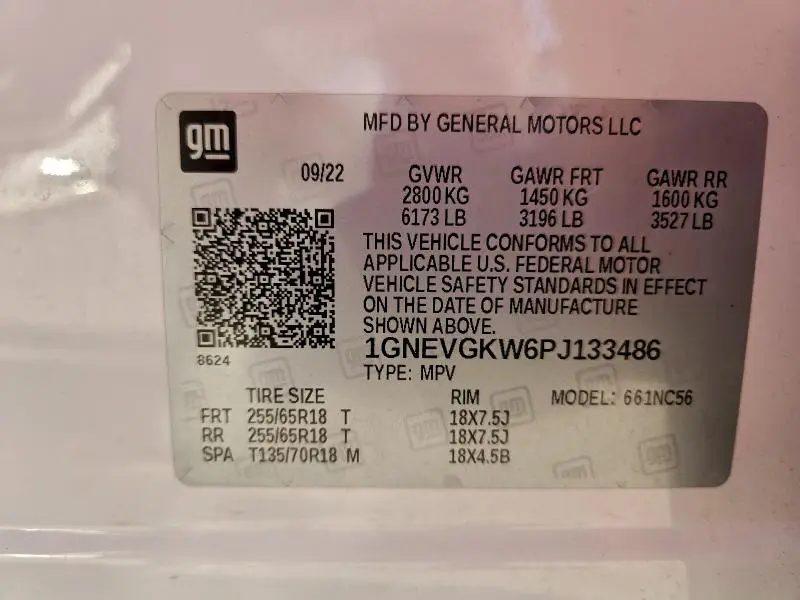 gm MFD BY GENERAL MOTORS LLC
09/22 GVWR GAWR FRT GAWR RR
2800 KG 1450 KG 1600 KG
6173 LB 3196 LB 3527 LB
THIS VEHICLE CONFORMS TO ALL
APPLICABLE U.S. FEDERAL MOTOR
VEHICLE SAFETY STANDARDS IN EFFECT
ON THE DATE OF MANUFACTURE
SHOWN ABOVE.
1GNEVGKW6PJ133486
8624
TYPE: MPV
TIRE SIZE RIM MODEL: 661NC56
FRT 255/65R18 T 18X7.5J
RR 255/65R18 T 18X7.5J
SPA T135/70R18 M 18X4.5B